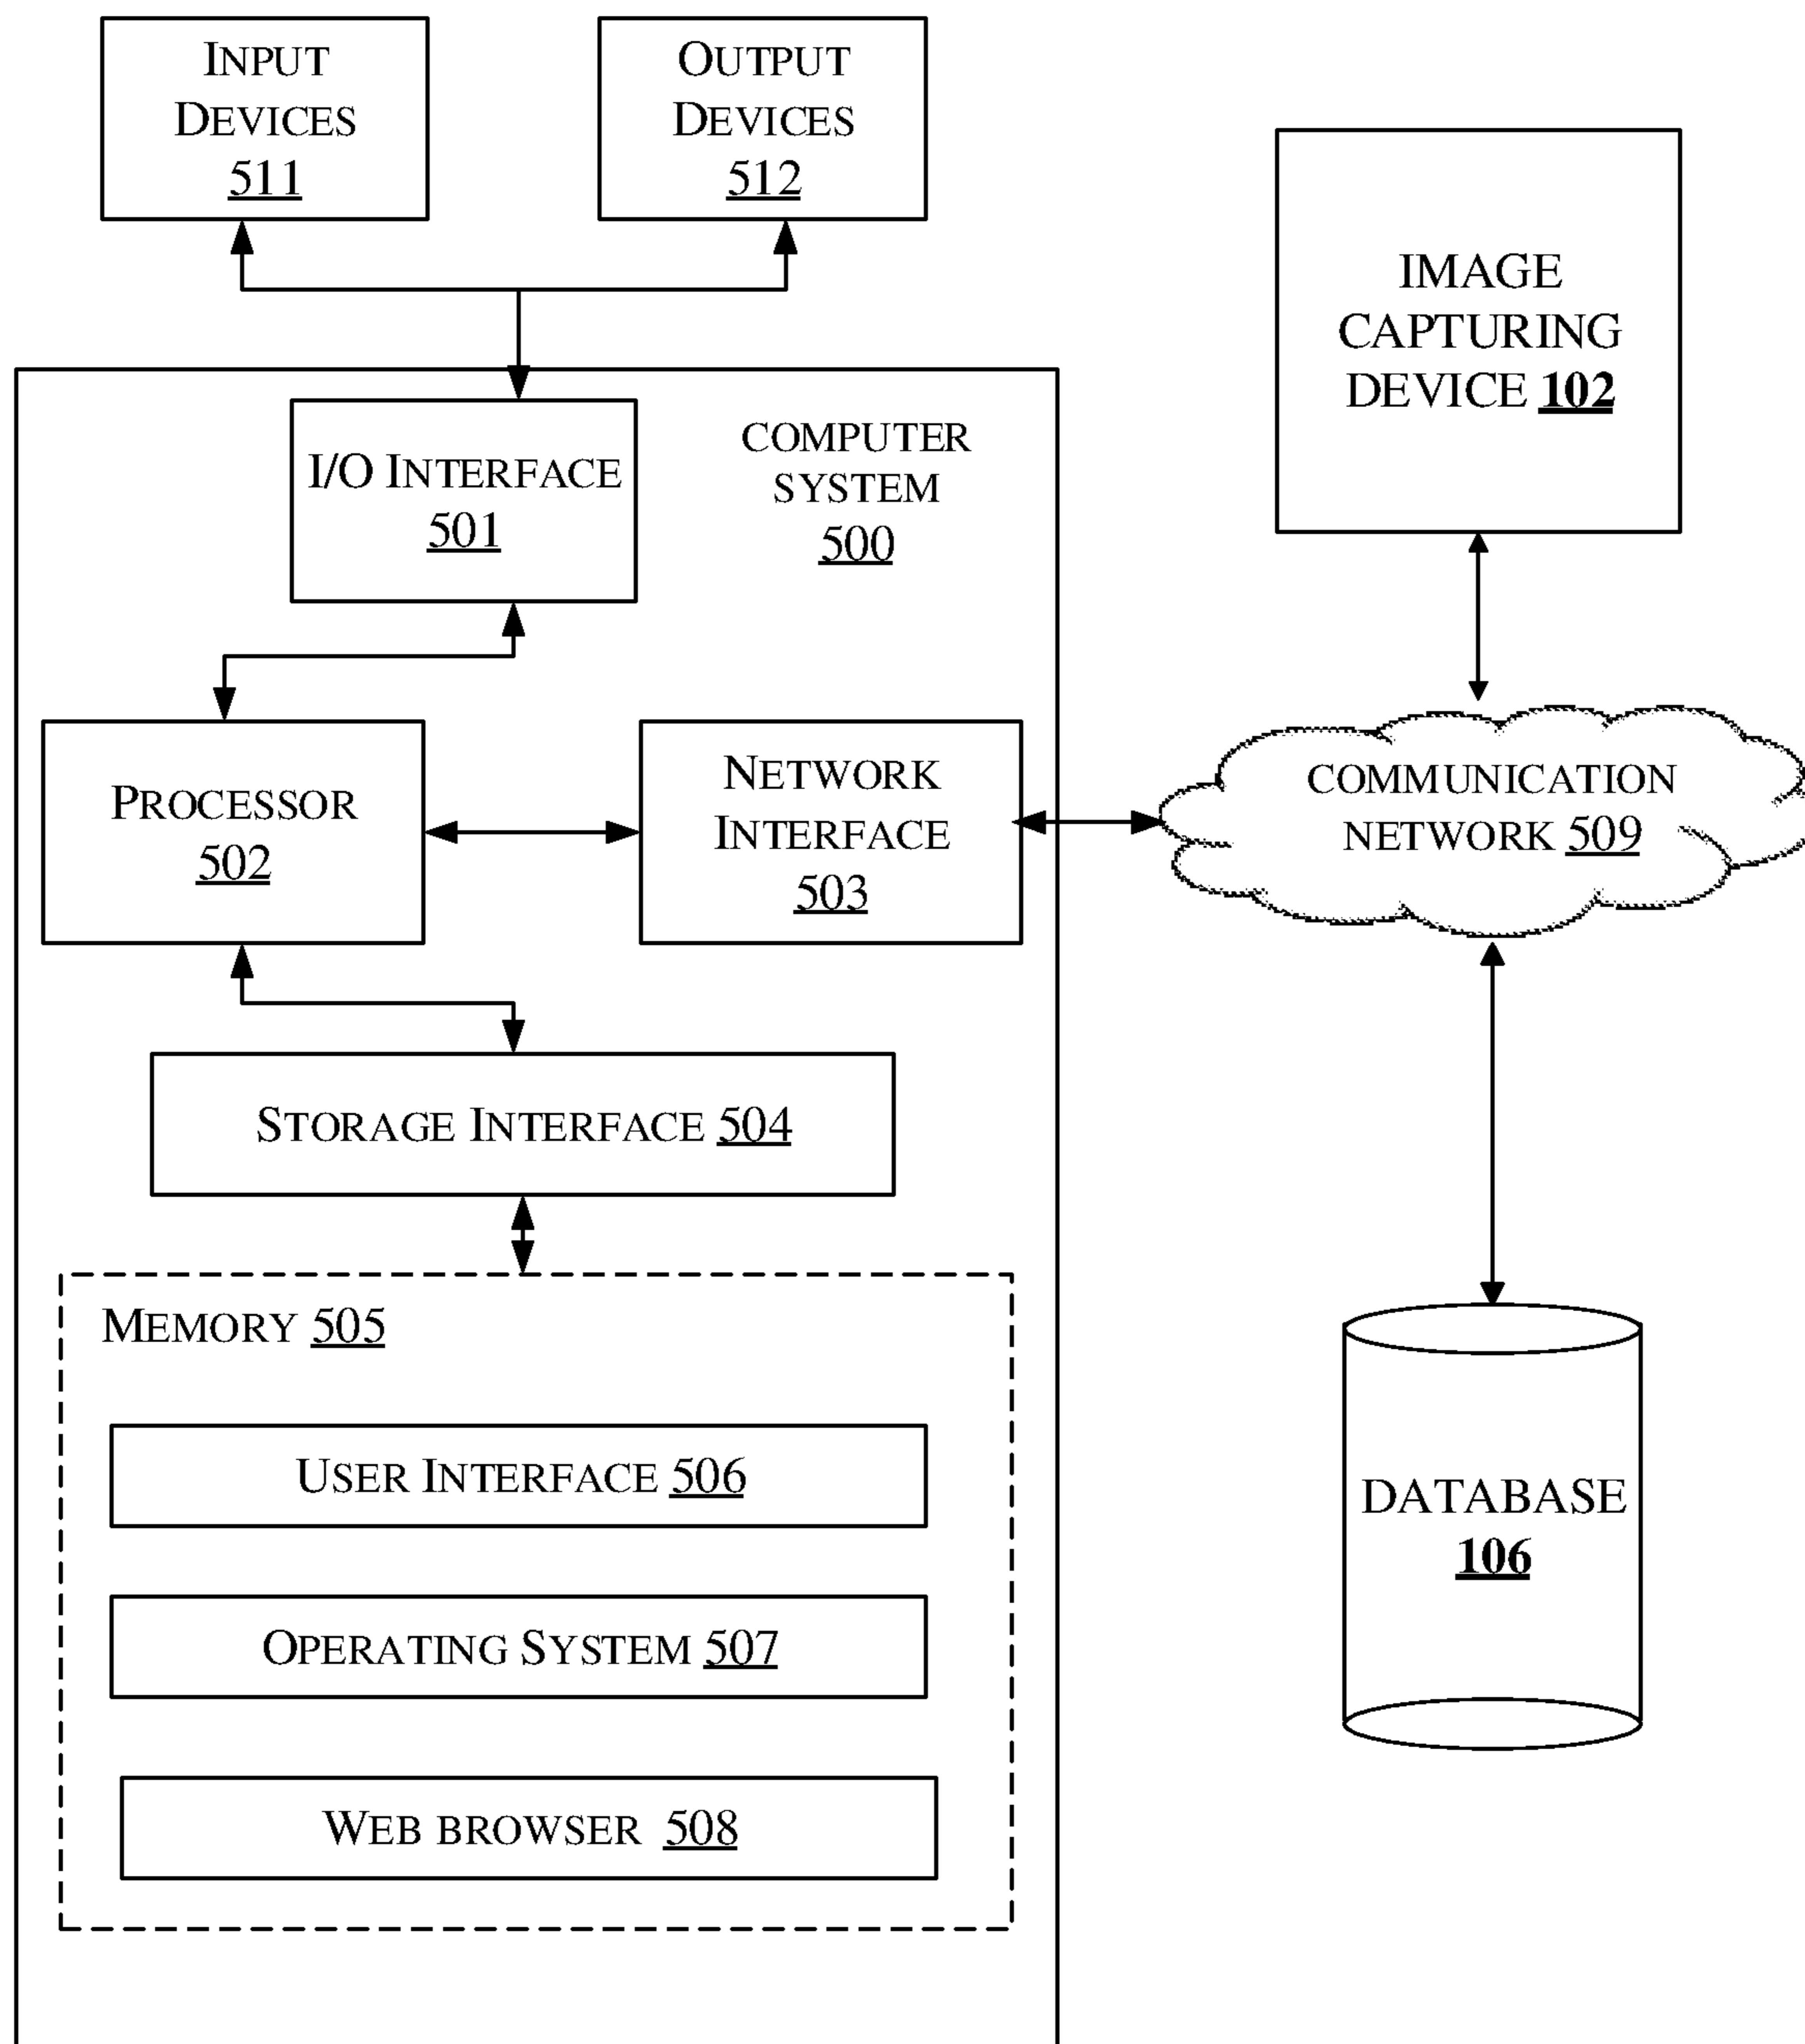 INPUT
DEVICES
511
OUTPUT
DEVICES
512
IMAGE
CAPTURING
DEVICE 102
I/O INTERFACE
501
COMPUTER
SYSTEM
500
PROCESSOR
502
NETWORK
INTERFACE
503
COMMUNICATION
NETWORK 509
STORAGE INTERFACE 504
MEMORY 505
USER INTERFACE 506
OPERATING SYSTEM 507
WEB BROWSER 508
DATABASE
106